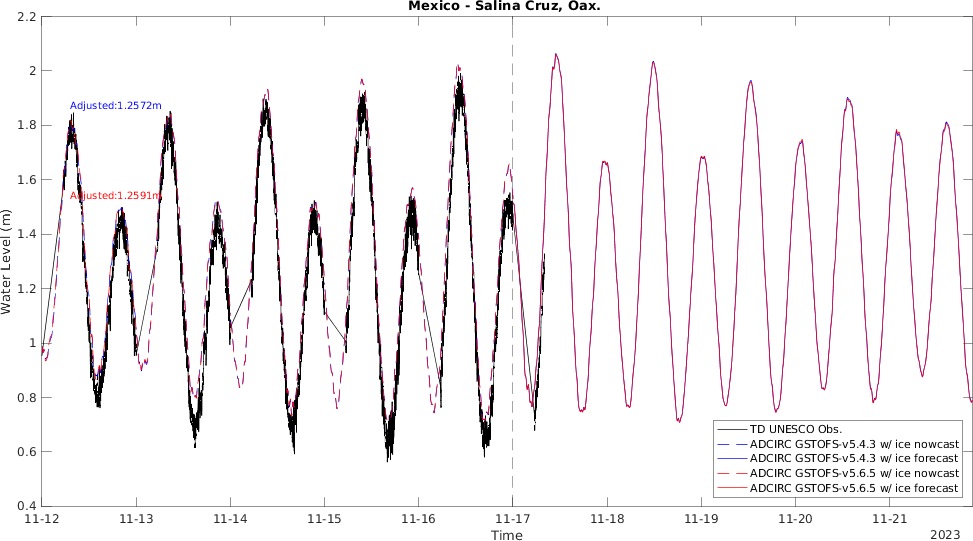 Mexico - Salina Cruz, Oax.
2.2
2
1.8
1.6
1.4
1.2
1
0.8
0.6
0.4
Water Level (m)
Adjusted:1.2572m
Adjusted:1.2591m
TD UNESCO Obs.
ADCIRC GSTOFS-v5.4.3 w/ ice nowcast
ADCIRC GSTOFS-v5.4.3 w/ ice forecast
ADCIRC GSTOFS-v5.6.5 w/ ice nowcast
ADCIRC GSTOFS-v5.6.5 w/ ice forecast
11-12 11-13 11-14 11-15 11-16 11-17 11-18 11-19 11-20 11-21
Time
2023